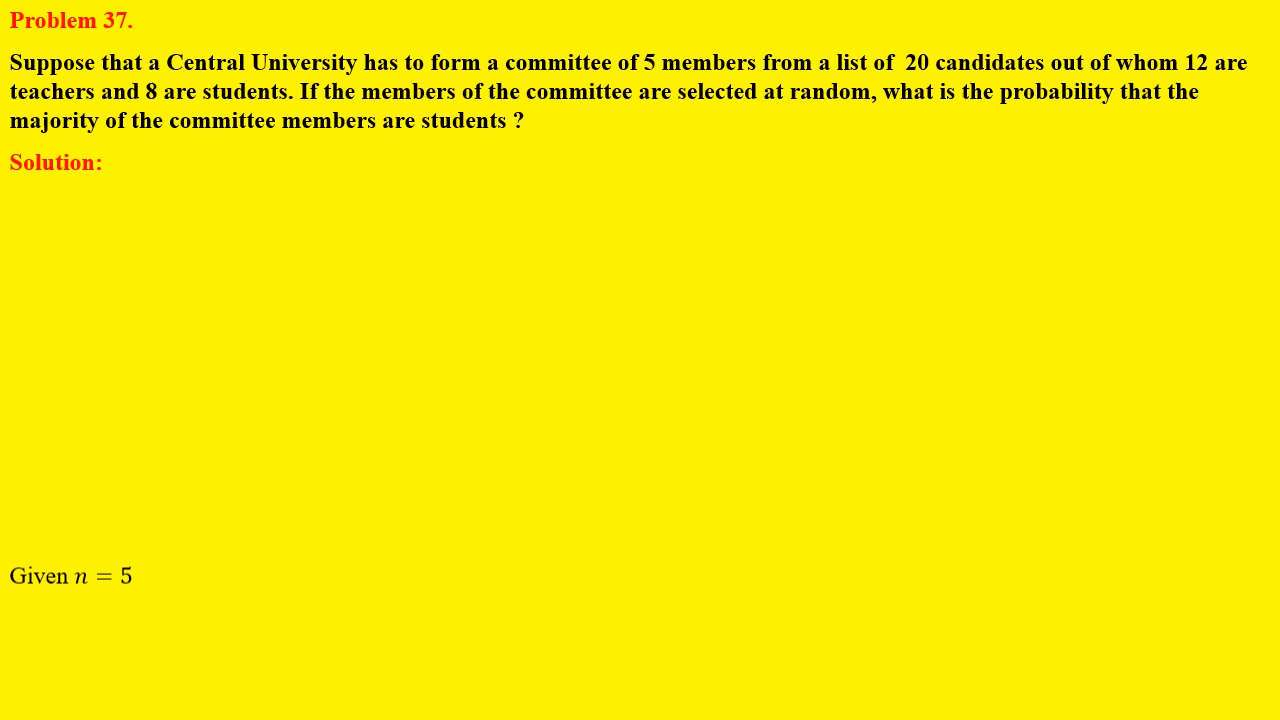 Problem 37.
Suppose that a Central University has to form a committee of 5 members from a list of  20 candidates out of whom 12 are
teachers and 8 are students. If the members of the committee are selected at random, what is the probability that the
majority of the committee members are students ?
Solution:
Given n = 5